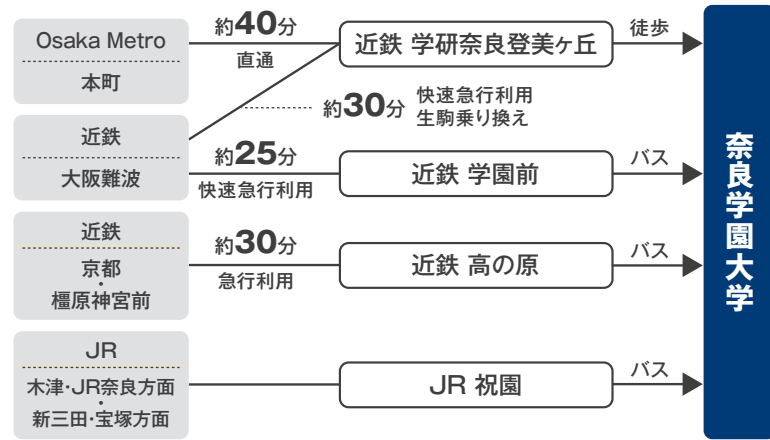 Osaka Metro
本町
約40分
直通
近鉄 学研奈良登美ヶ丘
徒歩
約30分
快速急行利用
生駒乗り換え
近鉄
大阪難波
約25分
快速急行利用
近鉄 学園前
バス
近鉄
京都
・
橿原神宮前
約30分
急行利用
近鉄 高の原
バス
JR
木津・JR奈良方面
・
新三田・宝塚方面
JR 祝園
バス
奈良学園大学